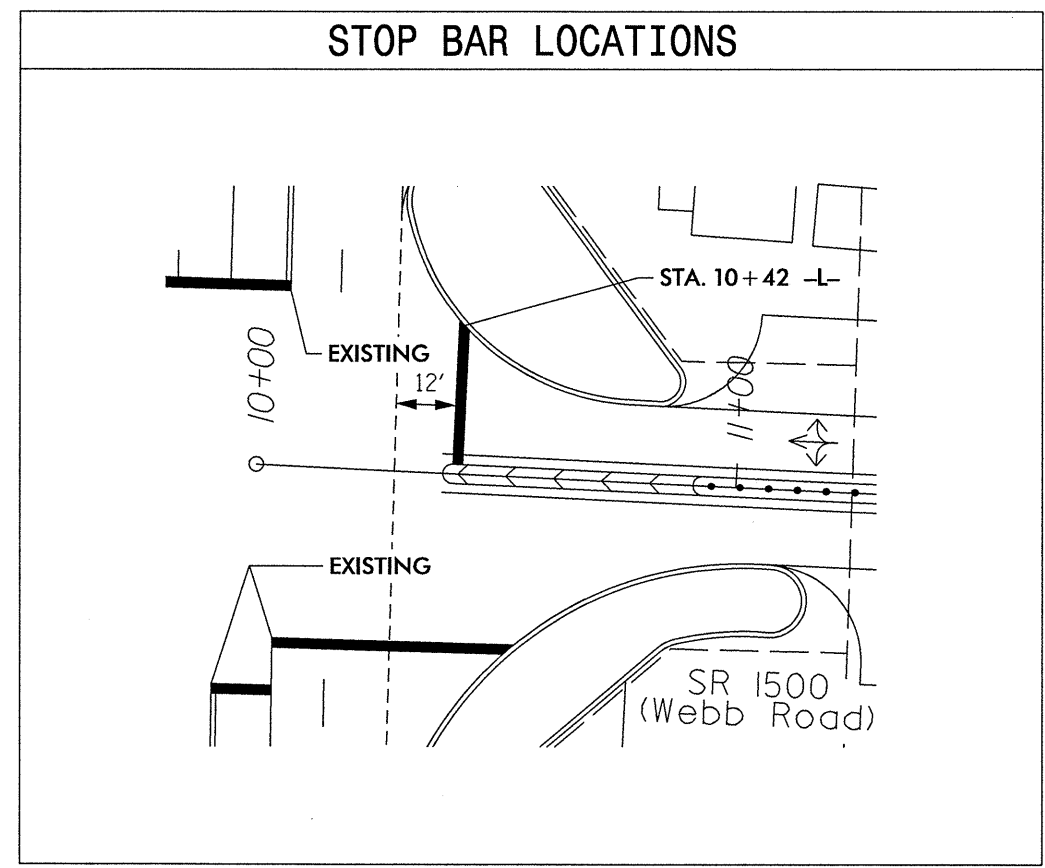 STOP BAR LOCATIONS
STA. 10+42 -L-
EXISTING
10+00
12'
11+00
EXISTING
SR 1500
(Webb Road)